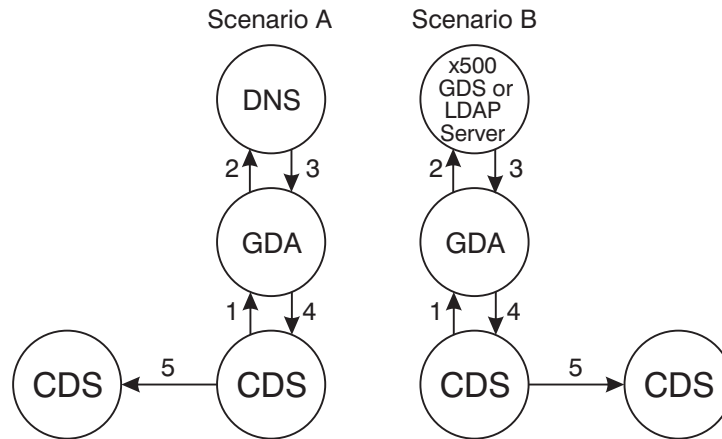 Scenario A
Scenario B
DNS
x500
GDS or
LDAP
Server
2
3
2
3
GDA
GDA
1
4
1
4
CDS
5
CDS
CDS
5
CDS